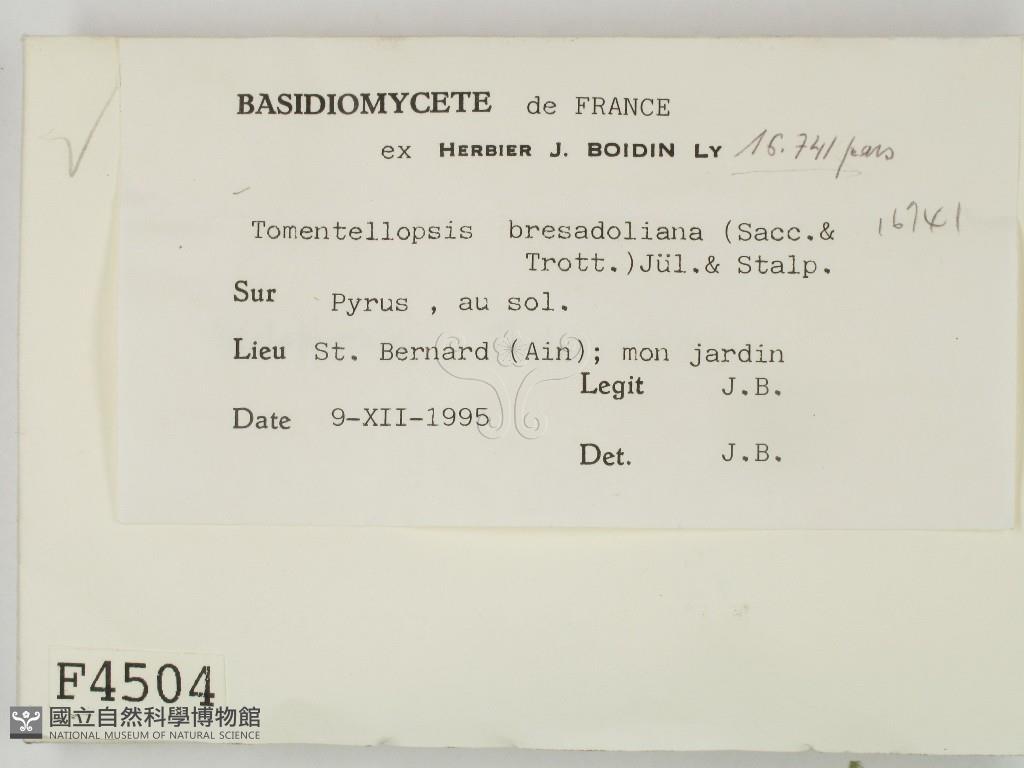 BASIDIOMYCETE de FRANCE
ex HERBIER J. BOIDIN LY 16.741 pars
Tomentellopsis bresadoliana (Sacc.& 16741
Trott.)Jül.& Stalp.
Sur Pyrus , au sol.
Lieu St. Bernard (Ain); mon jardin
Legit J.B.
Date 9-XII-1995
Det. J.B.
F4504
國立自然科學博物館
NATIONAL MUSEUM OF NATURAL SCIENCE